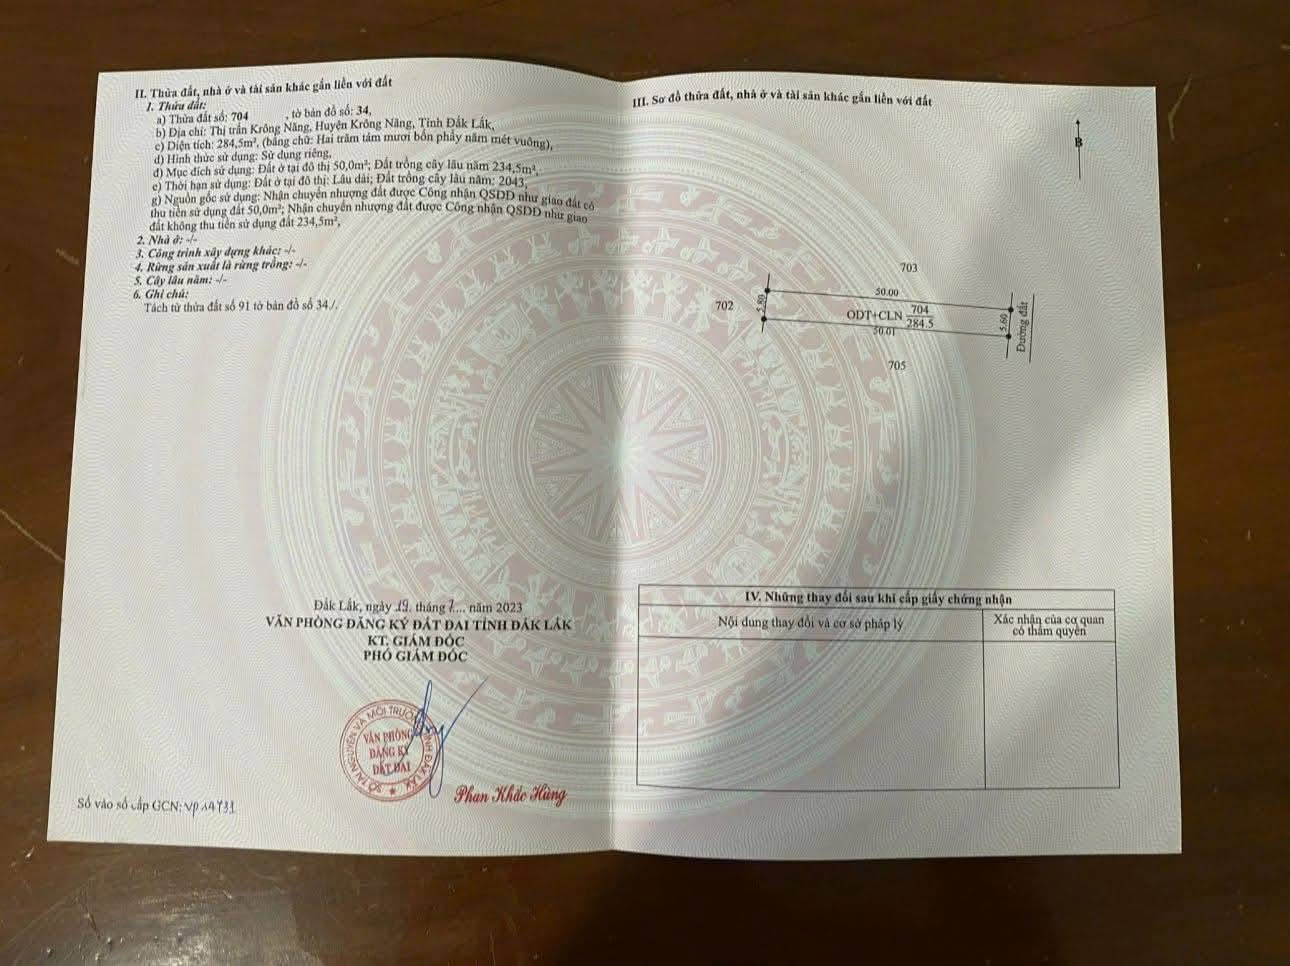 II. Thửa đất, nhà ở và tài sản khác gắn liền với đất
1. Thửa đất:
a) Thửa đất số: 704 , tờ bản đồ số: 34,
b) Địa chỉ: Thị trấn Krông Năng, Huyện Krông Năng, Tỉnh Đắk Lắk,
c) Diện tích: 284,5m², (bằng chữ: Hai trăm tám mươi bốn phẩy năm mét vuông),
d) Hình thức sử dụng: Sử dụng riêng,
đ) Mục đích sử dụng: Đất ở tại đô thị 50,0m²; Đất trồng cây lâu năm 234,5m²,
e) Thời hạn sử dụng: Đất ở tại đô thị: Lâu dài; Đất trồng cây lâu năm: 2043,
g) Nguồn gốc sử dụng: Nhận chuyển nhượng đất được Công nhận QSDĐ như giao đất có
thu tiền sử dụng đất 50,0m²; Nhận chuyển nhượng đất được Công nhận QSDĐ như giao
đất không thu tiền sử dụng đất 234,5m²,
2. Nhà ở: -/-
3. Công trình xây dựng khác: -/-
4. Rừng sản xuất là rừng trồng: -/-
5. Cây lâu năm: -/-
6. Ghi chú:
Tách từ thửa đất số 91 tờ bản đồ số 34./.
Đắk Lắk, ngày 19. tháng 7.... năm 2023
VĂN PHÒNG ĐĂNG KÝ ĐẤT ĐAI TỈNH ĐẮK LẮK
KT. GIÁM ĐỐC
PHÓ GIÁM ĐỐC
SỞ TÀI NGUYÊN VÀ MÔI TRƯỜNG TỈNH ĐẮK LẮK
VĂN PHÒNG
ĐĂNG KÝ
ĐẤT ĐAI
Phan Khắc Hùng
Số vào sổ cấp GCN:
III. Sơ đồ thửa đất, nhà ở và tài sản khác gắn liền với đất
B
703
702
50.00
5.80
ODT+CLN
704
284.5
50.01
5.60
Đường đất
705
IV. Những thay đổi sau khi cấp giấy chứng nhận
Nội dung thay đổi và cơ sở pháp lý
Xác nhận của cơ quan
có thẩm quyền